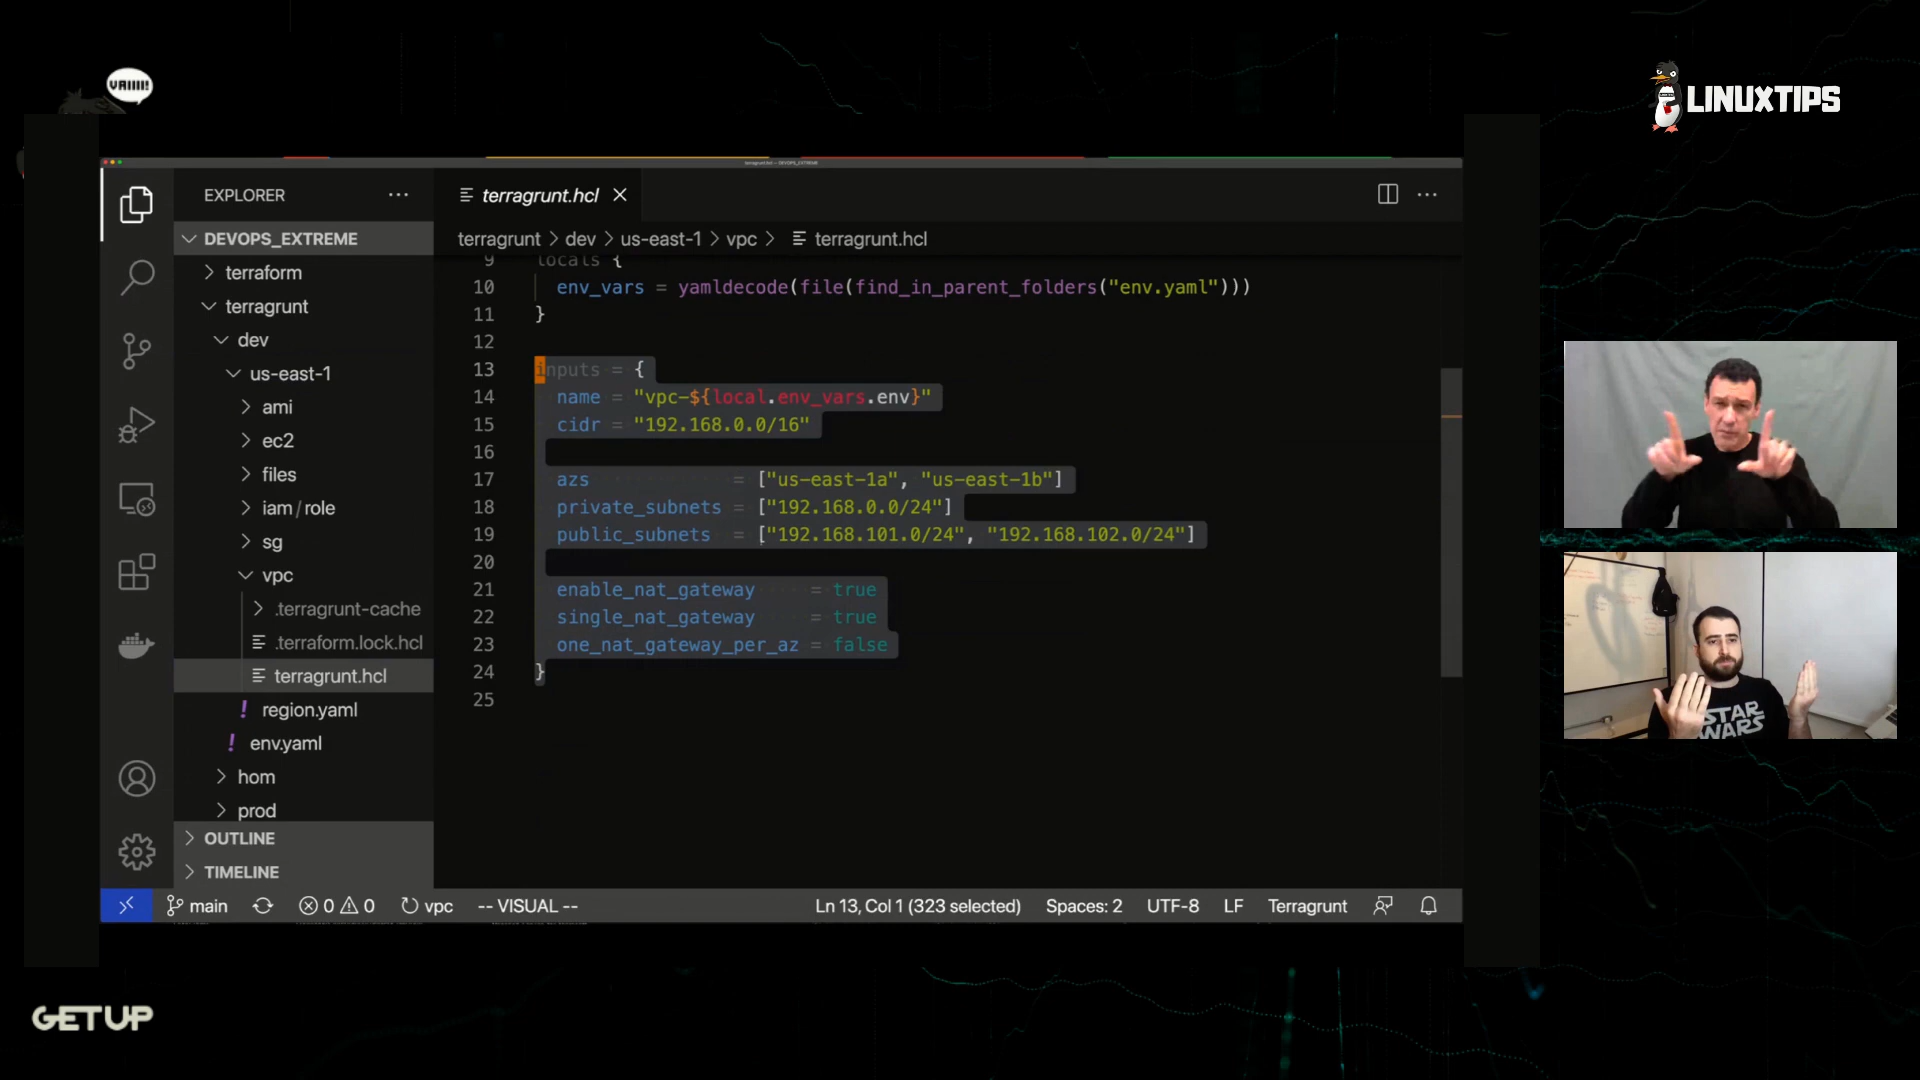 VAIIII!
LINUXTIPS
terragrunt.hcl — DEVOPS_EXTREME
EXPLORER
terragrunt.hcl
DEVOPS_EXTREME
terragrunt > dev > us-east-1 > vpc > terragrunt.hcl
terraform
terragrunt
dev
us-east-1
ami
ec2
files
iam/role
sg
vpc
.terragrunt-cache
.terraform.lock.hcl
terragrunt.hcl
! region.yaml
! env.yaml
hom
prod
OUTLINE
TIMELINE
9 locals {
10 env_vars = yamldecode(file(find_in_parent_folders("env.yaml")))
11 }
12
13 inputs = {
14 name = "vpc-${local.env_vars.env}"
15 cidr = "192.168.0.0/16"
16
17 azs = ["us-east-1a", "us-east-1b"]
18 private_subnets = ["192.168.0.0/24"]
19 public_subnets = ["192.168.101.0/24", "192.168.102.0/24"]
20
21 enable_nat_gateway = true
22 single_nat_gateway = true
23 one_nat_gateway_per_az = false
24 }
25
main 0 0 vpc -- VISUAL -- Ln 13, Col 1 (323 selected) Spaces: 2 UTF-8 LF Terragrunt
STAR
WARS
GETUP